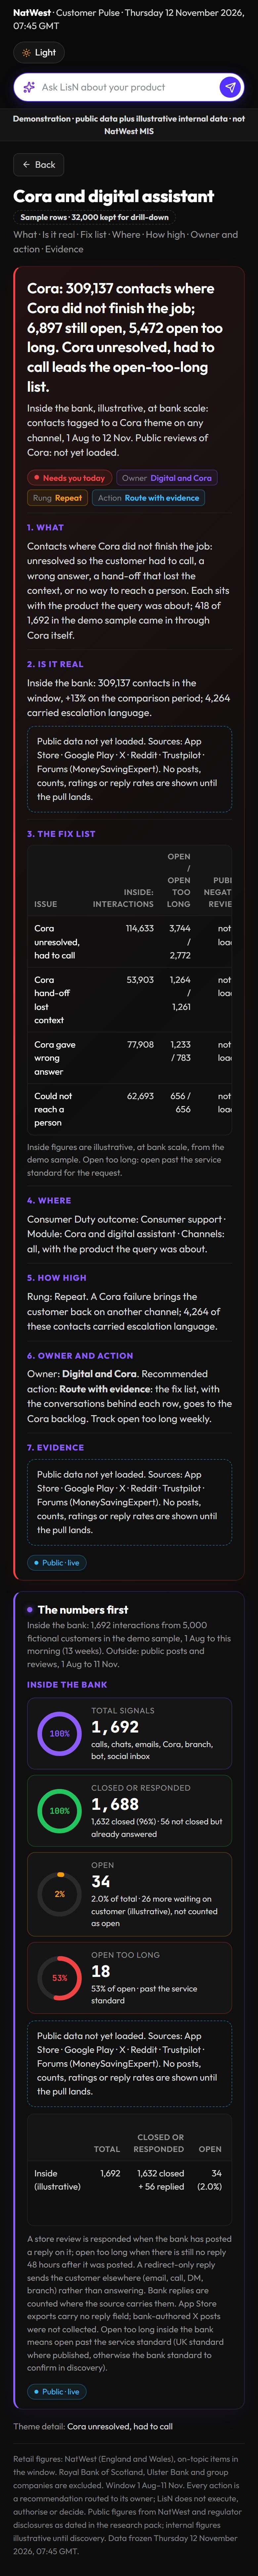 NatWest · Customer Pulse · Thursday 12 November 2026,
07:45 GMT
Light
Ask LisN about your product
Demonstration · public data plus illustrative internal data · not
NatWest MIS
← Back
Cora and digital assistant
Sample rows · 32,000 kept for drill-down
What · Is it real · Fix list · Where · How high · Owner and
action · Evidence
Cora: 309,137 contacts where
Cora did not finish the job;
6,897 still open, 5,472 open too
long. Cora unresolved, had to
call leads the open-too-long
list.
Inside the bank, illustrative, at bank scale:
contacts tagged to a Cora theme on any
channel, 1 Aug to 12 Nov. Public reviews of
Cora: not yet loaded.
Needs you today
Owner Digital and Cora
Rung Repeat
Action Route with evidence
1. WHAT
Contacts where Cora did not finish the job:
unresolved so the customer had to call, a
wrong answer, a hand-off that lost the
context, or no way to reach a person. Each sits
with the product the query was about; 418 of
1,692 in the demo sample came in through
Cora itself.
2. IS IT REAL
Inside the bank: 309,137 contacts in the
window, +13% on the comparison period; 4,264
carried escalation language.
Public data not yet loaded. Sources: App
Store · Google Play · X · Reddit · Trustpilot ·
Forums (MoneySavingExpert). No posts,
counts, ratings or reply rates are shown until
the pull lands.
3. THE FIX LIST
ISSUE
INSIDE:
INTERACTIONS
OPEN
/
OPEN
TOO
LONG
PUBI
NEGAT
REVIE
Cora
unresolved,
had to call
114,633
3,744
/
2,772
not
loa
Cora
hand-off
lost
context
53,903
1,264
/
1,261
not
loa
Cora gave
wrong
answer
77,908
1,233
/ 783
not
loa
Could not
reach a
person
62,693
656 /
656
not
loa
Inside figures are illustrative, at bank scale, from the
demo sample. Open too long: open past the service
standard for the request.
4. WHERE
Consumer Duty outcome: Consumer support ·
Module: Cora and digital assistant · Channels:
all, with the product the query was about.
5. HOW HIGH
Rung: Repeat. A Cora failure brings the
customer back on another channel; 4,264 of
these contacts carried escalation language.
6. OWNER AND ACTION
Owner: Digital and Cora. Recommended
action: Route with evidence: the fix list, with
the conversations behind each row, goes to the
Cora backlog. Track open too long weekly.
7. EVIDENCE
Public data not yet loaded. Sources: App
Store · Google Play · X · Reddit · Trustpilot ·
Forums (MoneySavingExpert). No posts,
counts, ratings or reply rates are shown until
the pull lands.
Public · live
The numbers first
Inside the bank: 1,692 interactions from 5,000
fictional customers in the demo sample, 1 Aug to this
morning (13 weeks). Outside: public posts and
reviews, 1 Aug to 11 Nov.
INSIDE THE BANK
100%
TOTAL SIGNALS
1,692
calls, chats, emails, Cora, branch,
bot, social inbox
100%
CLOSED OR RESPONDED
1,688
1,632 closed (96%) · 56 not closed but
already answered
2%
OPEN
34
2.0% of total · 26 more waiting on
customer (illustrative), not counted
as open
53%
OPEN TOO LONG
18
53% of open · past the service
standard
Public data not yet loaded. Sources: App
Store · Google Play · X · Reddit · Trustpilot ·
Forums (MoneySavingExpert). No posts,
counts, ratings or reply rates are shown until
the pull lands.
TOTAL
CLOSED OR
RESPONDED
OPEN
Inside
(illustrative)
1,692
1,632 closed
+ 56 replied
34
(2.0%)
A store review is responded when the bank has posted
a reply on it; open too long when there is still no reply
48 hours after it was posted. A redirect-only reply
sends the customer elsewhere (email, call, DM,
branch) rather than answering. Bank replies are
counted where the source carries them. App Store
exports carry no reply field; bank-authored X posts
were not collected. Open too long inside the bank
means open past the service standard (UK standard
where published, otherwise the bank standard to
confirm in discovery).
Public · live
Theme detail: Cora unresolved, had to call
Retail figures: NatWest (England and Wales), on-topic items in
the window. Royal Bank of Scotland, Ulster Bank and group
companies are excluded. Window 1 Aug-11 Nov. Every action is
a recommendation routed to its owner; LisN does not execute,
authorise or decide. Public figures from NatWest and regulator
disclosures as dated in the research pack; internal figures
illustrative until discovery. Data frozen Thursday 12 November
2026, 07:45 GMT.